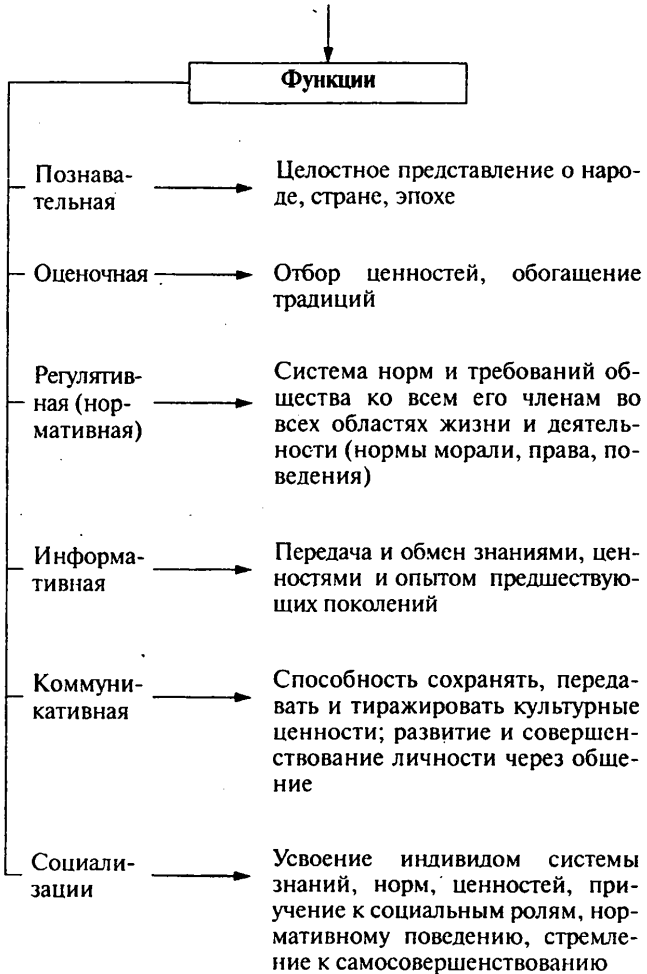 Функции
Познава-
тельная
Целостное представление о наро-
де, стране, эпохе
Оценочная
Отбор ценностей, обогащение
традиций
Регулятив-
ная (нор-
мативная)
Система норм и требований об-
щества ко всем его членам во
всех областях жизни и деятель-
ности (нормы морали, права, по-
ведения)
Информа-
тивная
Передача и обмен знаниями, цен-
ностями и опытом предшествую-
щих поколений
Коммуни-
кативная
Способность сохранять, переда-
вать и тиражировать культурные
ценности; развитие и совершен-
ствование личности через обще-
ние
Социали-
зации
Усвоение индивидом системы
знаний, норм, ценностей, при-
учение к социальным ролям, нор-
мативному поведению, стремле-
ние к самосовершенствованию